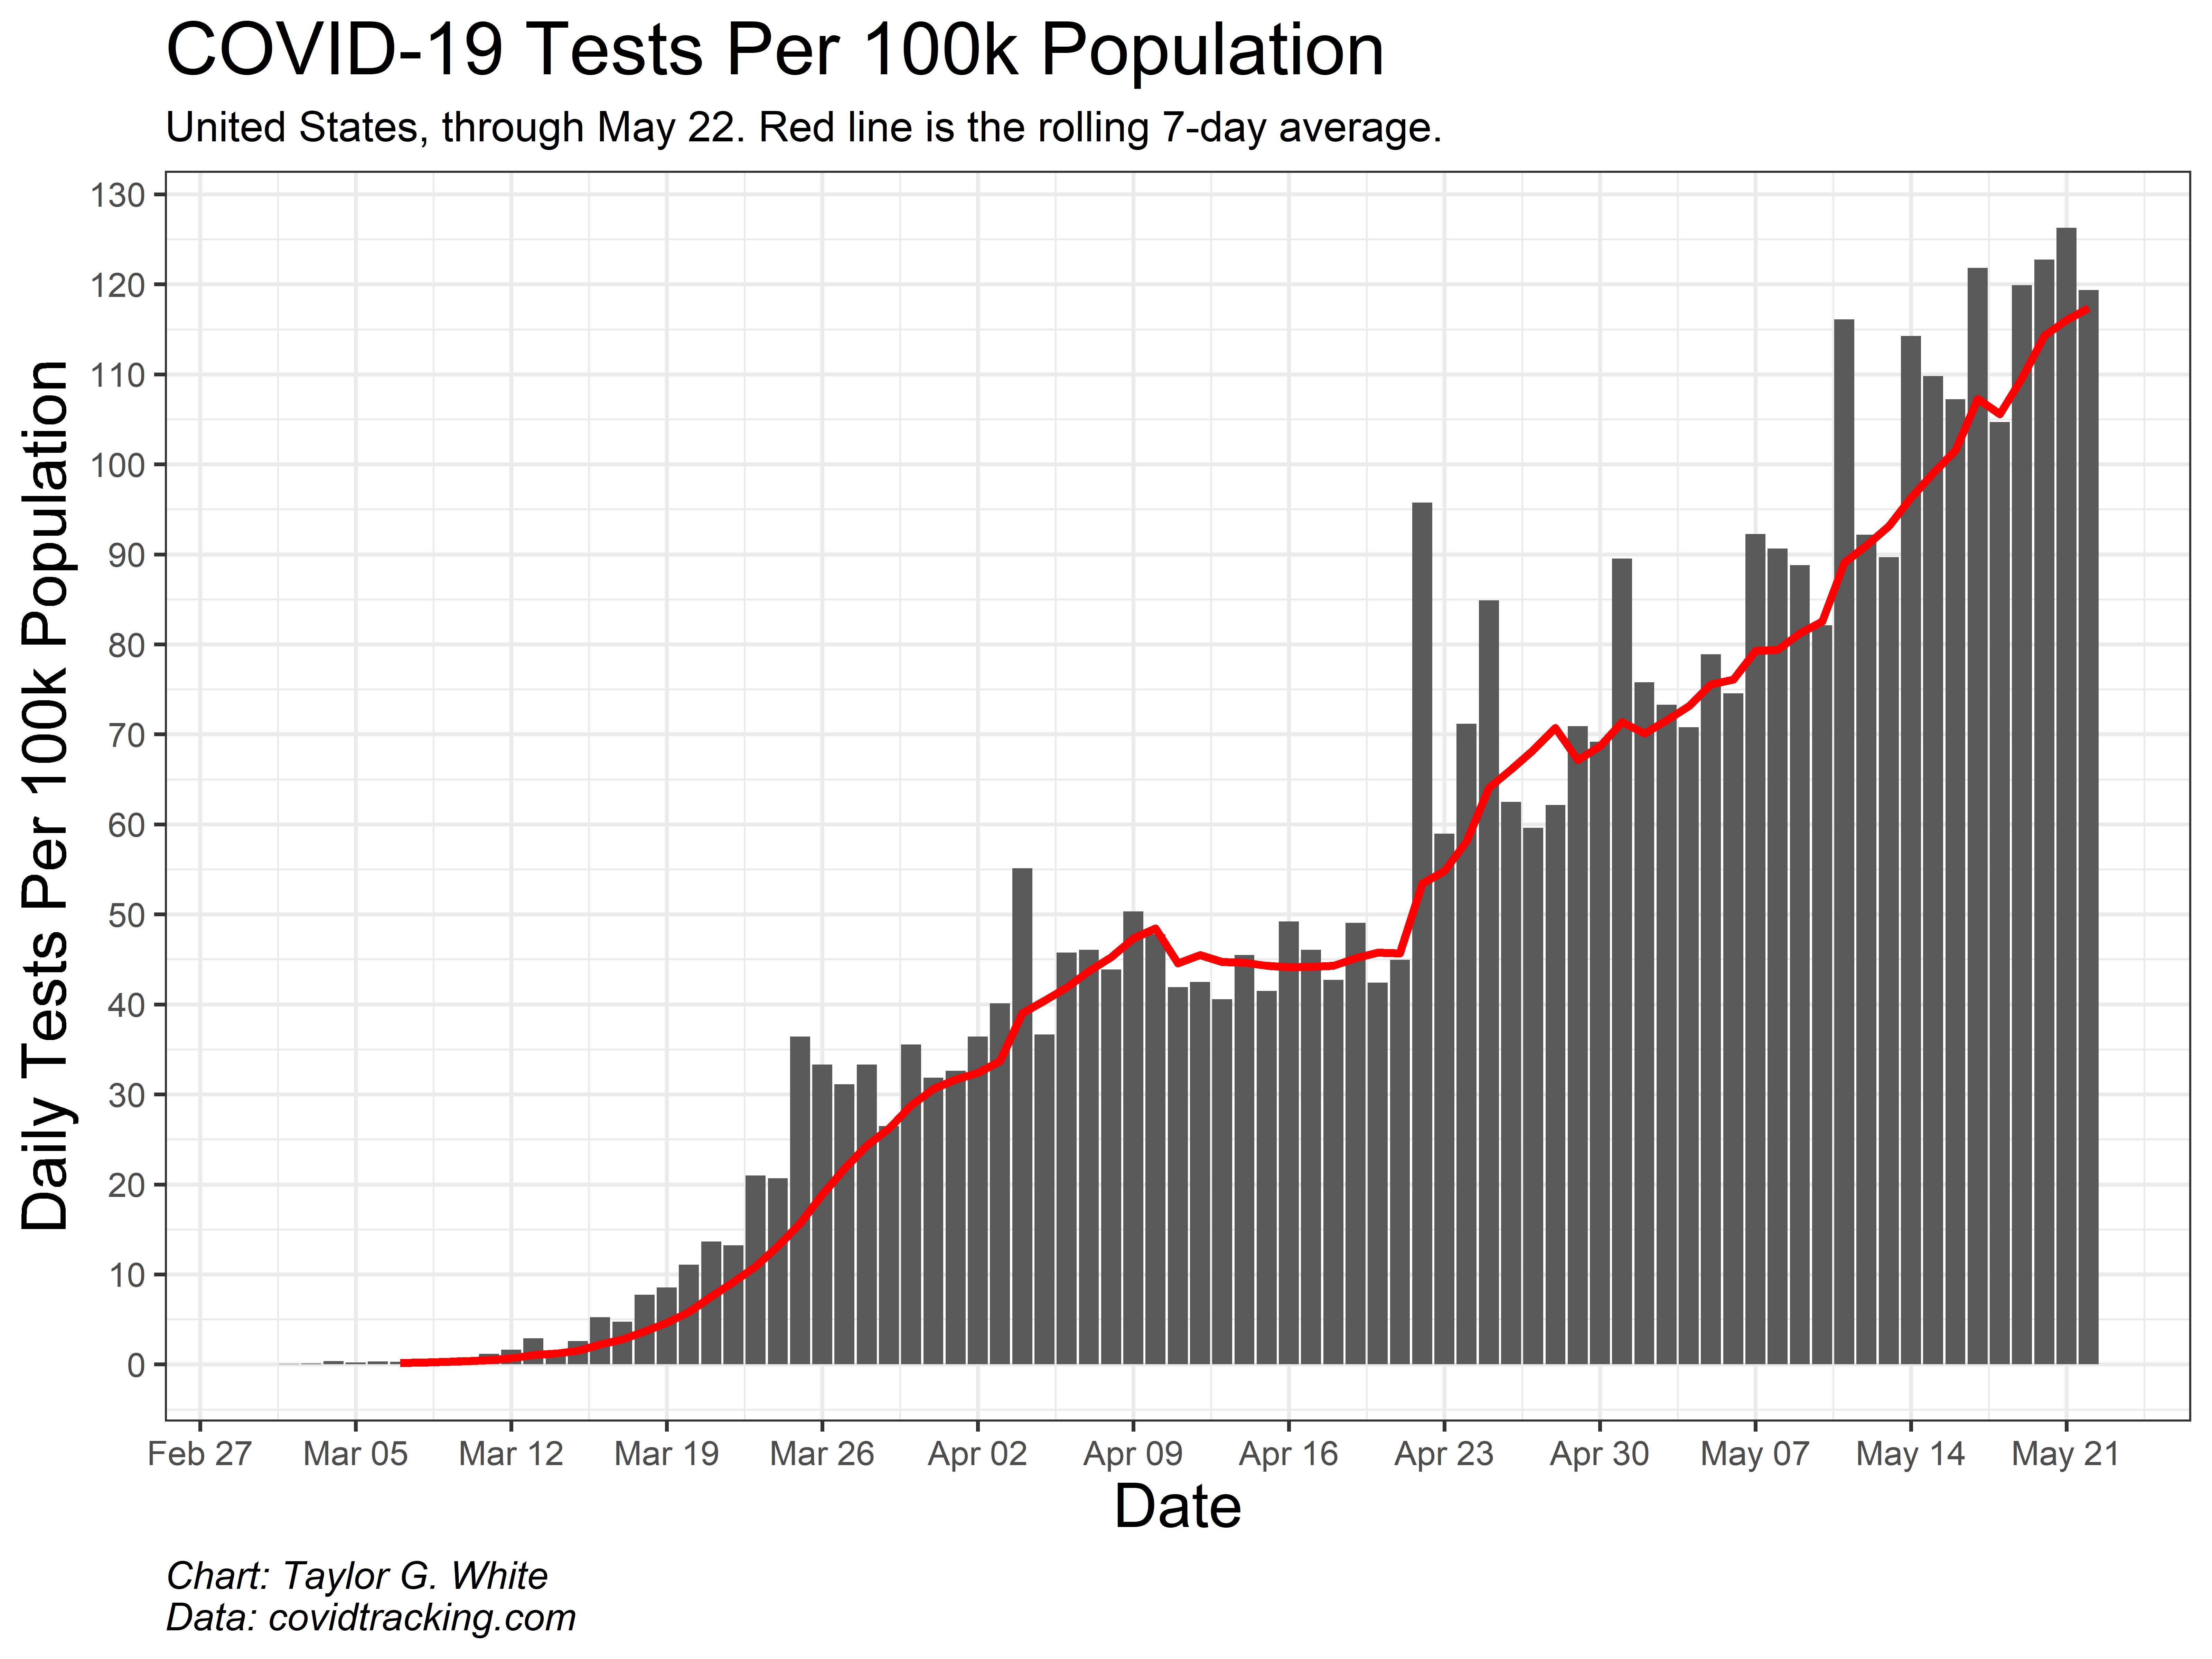 COVID-19 Tests Per 100k Population
United States, through May 22. Red line is the rolling 7-day average.
Daily Tests Per 100k Population
130
120
110
100
90
80
70
60
50
40
30
20
10
0
Feb 27 Mar 05 Mar 12 Mar 19 Mar 26 Apr 02 Apr 09 Apr 16 Apr 23 Apr 30 May 07 May 14 May 21
Date
Chart: Taylor G. White
Data: covidtracking.com